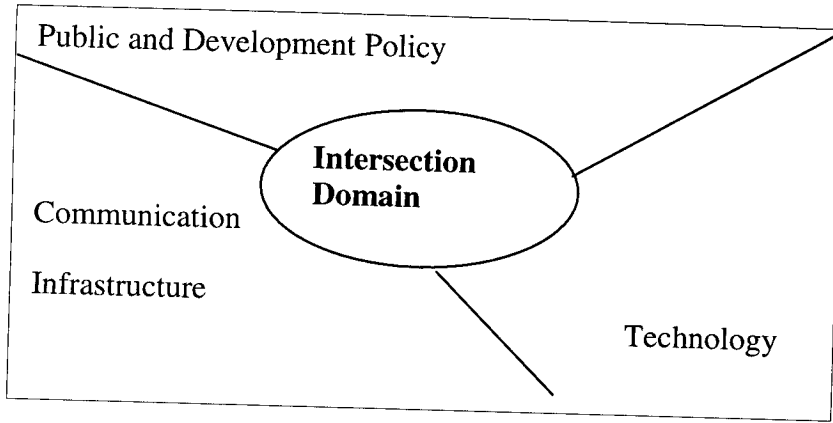 Public and Development Policy
Intersection
Domain
Communication
Infrastructure
Technology